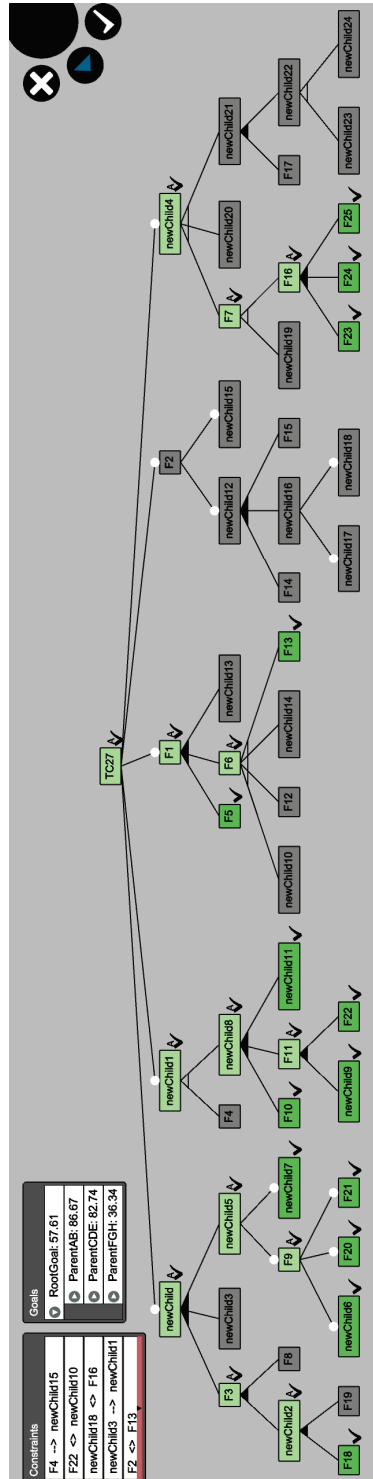 Constraints
F4 --> newChild15
F22 <> newChild10
newChild18 <> F16
newChild3 --> newChild1
F2 <> F13
Goals
RootGoal: 57.61
ParentAB: 86.67
ParentCDE: 82.74
ParentFGH: 36.34
TC27
A
newChild
A
newChild1
A
F1
A
F2
newChild4
A
F3
A
newChild3
newChild5
A
F4
newChild8
A
F5
F6
A
newChild13
newChild12
newChild15
F7
A
newChild20
newChild21
newChild2
A
F8
F9
A
newChild7
F10
F11
A
newChild11
newChild10
F12
newChild14
F13
F14
newChild16
F15
newChild19
F16
A
F17
newChild22
F18
F19
newChild6
F20
F21
newChild9
F22
newChild17
newChild18
F23
F24
F25
newChild23
newChild24